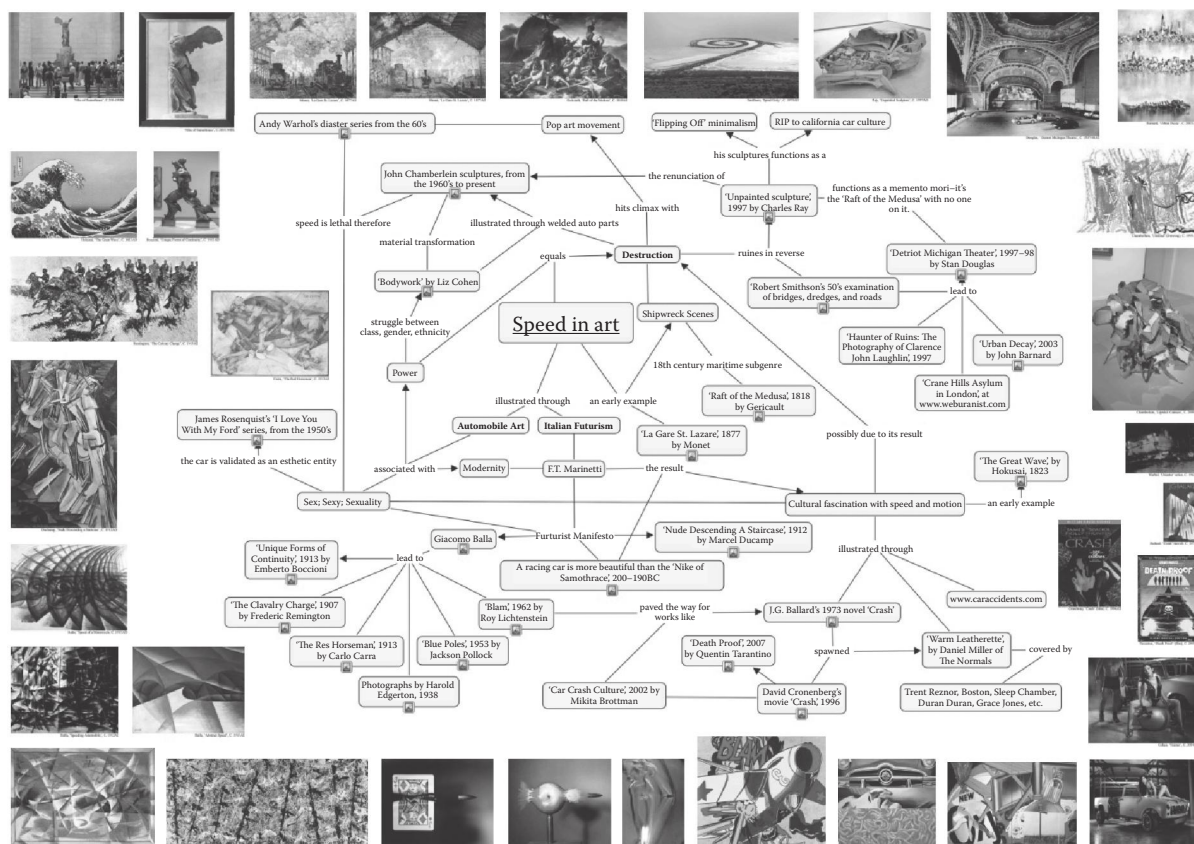 Andy Warhol's diaster series from the 60's
Pop art movement
'Flipping Off' minimalism
RIP to california car culture
his sculptures functions as a
John Chamberlein sculptures, from
the 1960's to present
the renunciation of
'Unpainted sculpture',
1997 by Charles Ray
functions as a memento mori–it's
the 'Raft of the Medusa' with no one
on it.
speed is lethal therefore
illustrated through welded auto parts
hits climax with
material transformation
equals
Destruction
ruines in reverse
'Detriot Michigan Theater', 1997–98
by Stan Douglas
'Bodywork' by Liz Cohen
'Robert Smithson's 50's examination
of bridges, dredges, and roads
lead to
struggle between
class, gender, ethnicity
Speed in art
Shipwreck Scenes
'Haunter of Ruins: The
Photography of Clarence
John Laughlin', 1997
'Urban Decay', 2003
by John Barnard
Power
18th century maritime subgenre
'Crane Hills Asylum
in London', at
www.weburanist.com
illustrated through
an early example
'Raft of the Medusa', 1818
by Gericault
James Rosenquist's 'I Love You
With My Ford' series, from the 1950's
Automobile Art
Italian Futurism
'La Gare St. Lazare', 1877
by Monet
possibly due to its result
the car is validated as an esthetic entity
associated with
Modernity
F.T. Marinetti
the result
'The Great Wave', by
Hokusai, 1823
Sex; Sexy; Sexuality
Cultural fascination with speed and motion
an early example
Giacomo Balla
Futurist Manifesto
'Nude Descending A Staircase', 1912
by Marcel Ducamp
'Unique Forms of
Continuity', 1913 by
Emberto Boccioni
lead to
illustrated through
A racing car is more beautiful than the 'Nike of
Samothrace', 200–190BC
'The Clavalry Charge', 1907
by Frederic Remington
'Blam', 1962 by
Roy Lichtenstein
paved the way for
works like
J.G. Ballard's 1973 novel 'Crash'
www.caraccidents.com
'The Res Horseman', 1913
by Carlo Carra
'Blue Poles', 1953 by
Jackson Pollock
'Death Proof', 2007
by Quentin Tarantino
spawned
'Warm Leatherette',
by Daniel Miller of
The Normals
covered by
Photographs by Harold
Edgerton, 1938
'Car Crash Culture', 2002 by
Mikita Brottman
David Cronenberg's
movie 'Crash', 1996
Trent Reznor, Boston, Sleep Chamber,
Duran Duran, Grace Jones, etc.
CRASH
DEATH PROOF